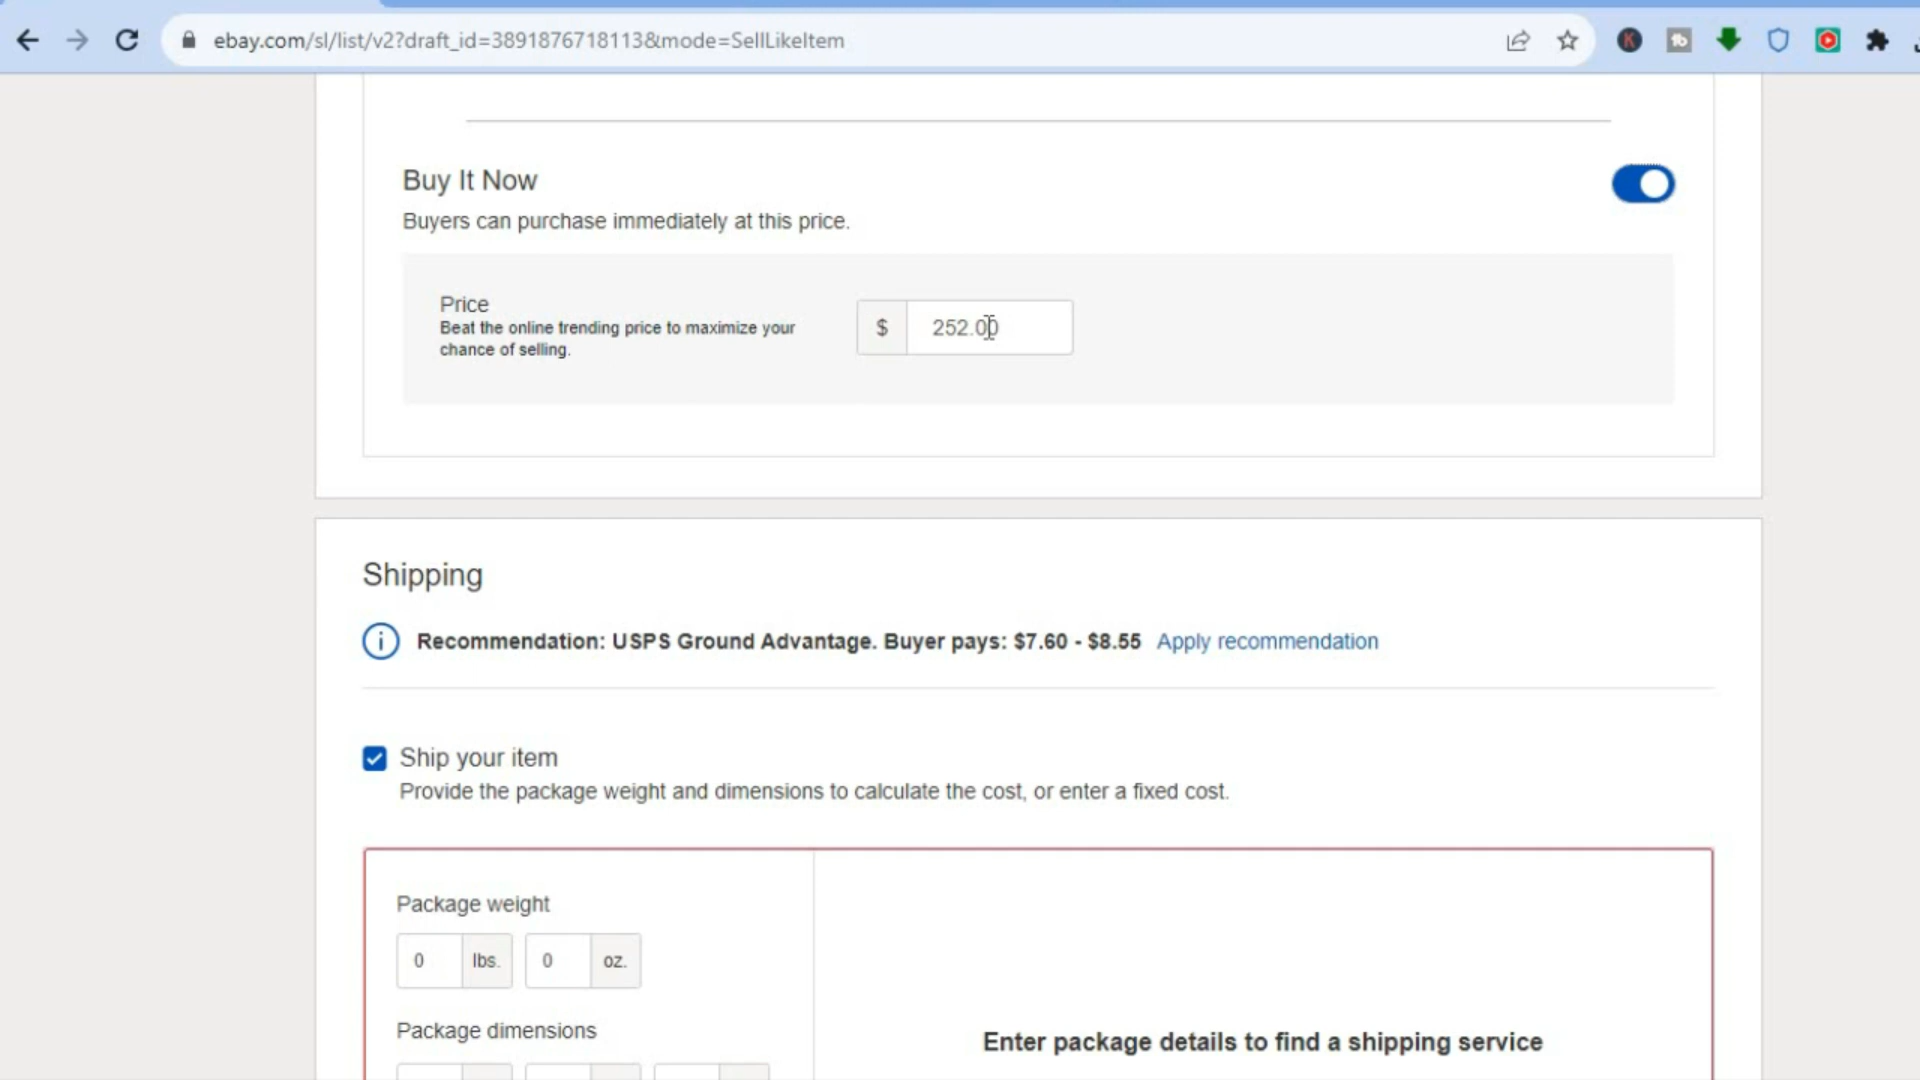 ebay.com/sl/list/v2?draft_id=3891876718113&mode=SellLikeItem
Buy It Now
Buyers can purchase immediately at this price.
Price
Beat the online trending price to maximize your
chance of selling.
$ 252.00
Shipping
Recommendation: USPS Ground Advantage. Buyer pays: $7.60 - $8.55 Apply recommendation
Ship your item
Provide the package weight and dimensions to calculate the cost, or enter a fixed cost.
Package weight
0 lbs. 0 oz.
Package dimensions
Enter package details to find a shipping service